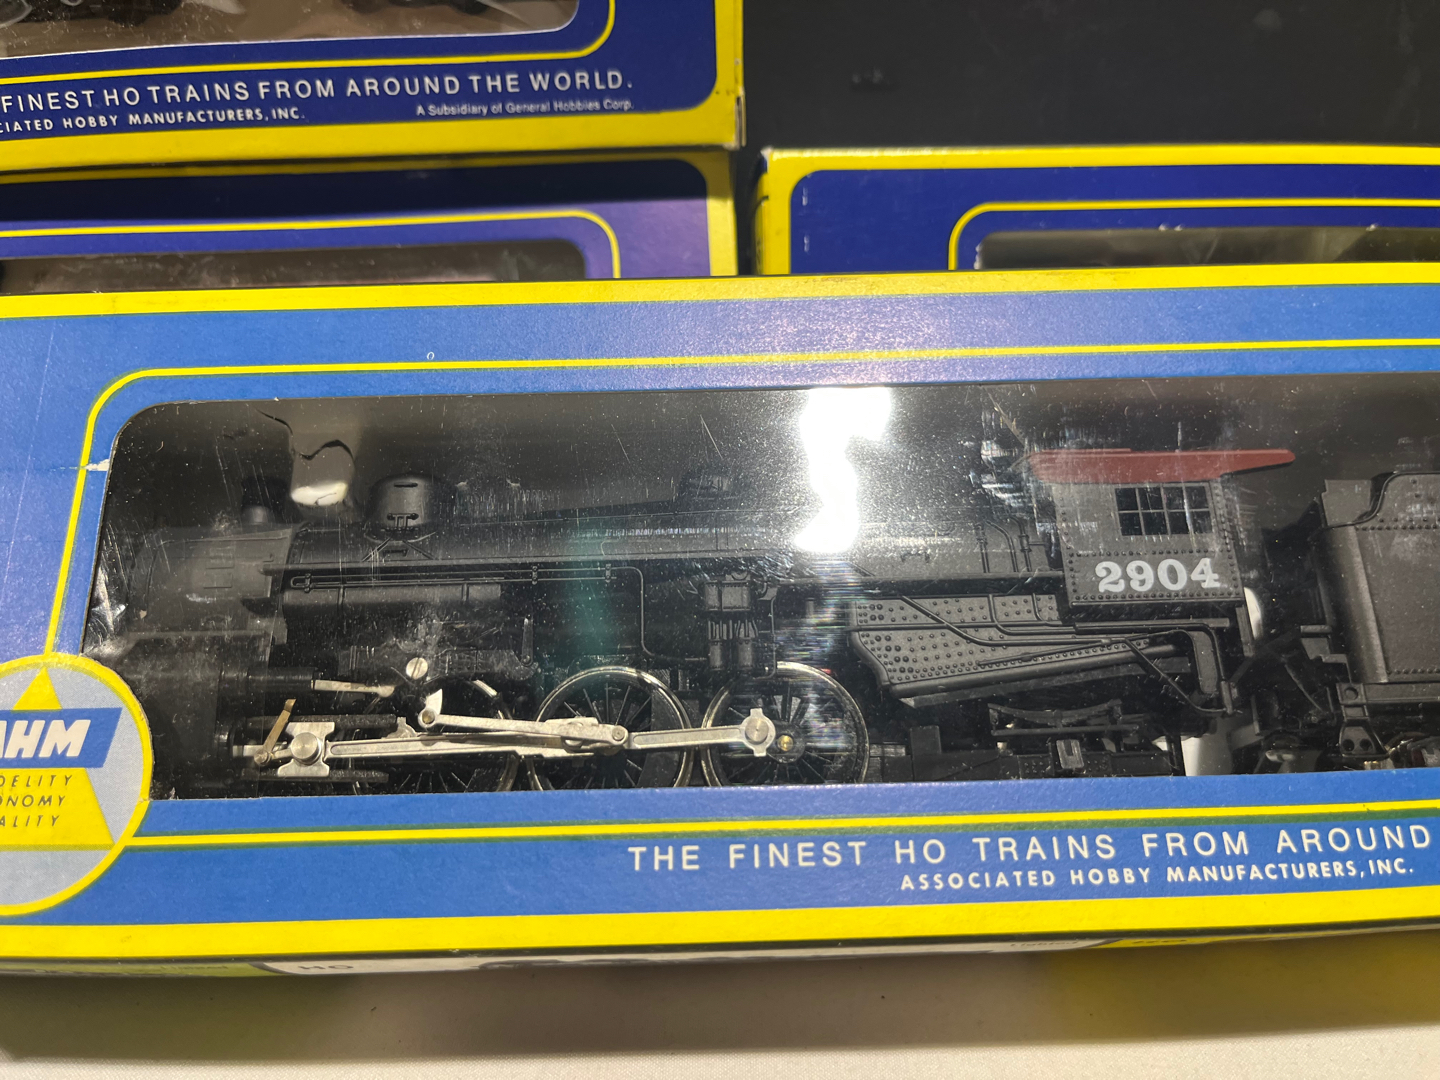 FINEST HO TRAINS FROM AROUND THE WORLD.
CIATED HOBBY MANUFACTURERS, INC. A Subsidiary of General Hobbies Corp.
2904
AHM
DELITY
ONOMY
ALITY
THE FINEST HO TRAINS FROM AROUND
ASSOCIATED HOBBY MANUFACTURERS, INC.
HO